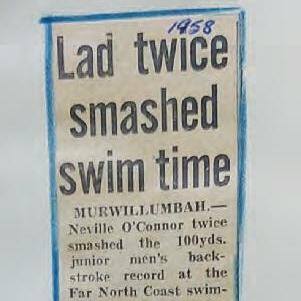 1958
Lad twice
smashed
swim time
MURWILLUMBAH.—
Neville O'Connor twice
smashed the 100yds.
junior men's back-
stroke record at the
Far North Coast swim-